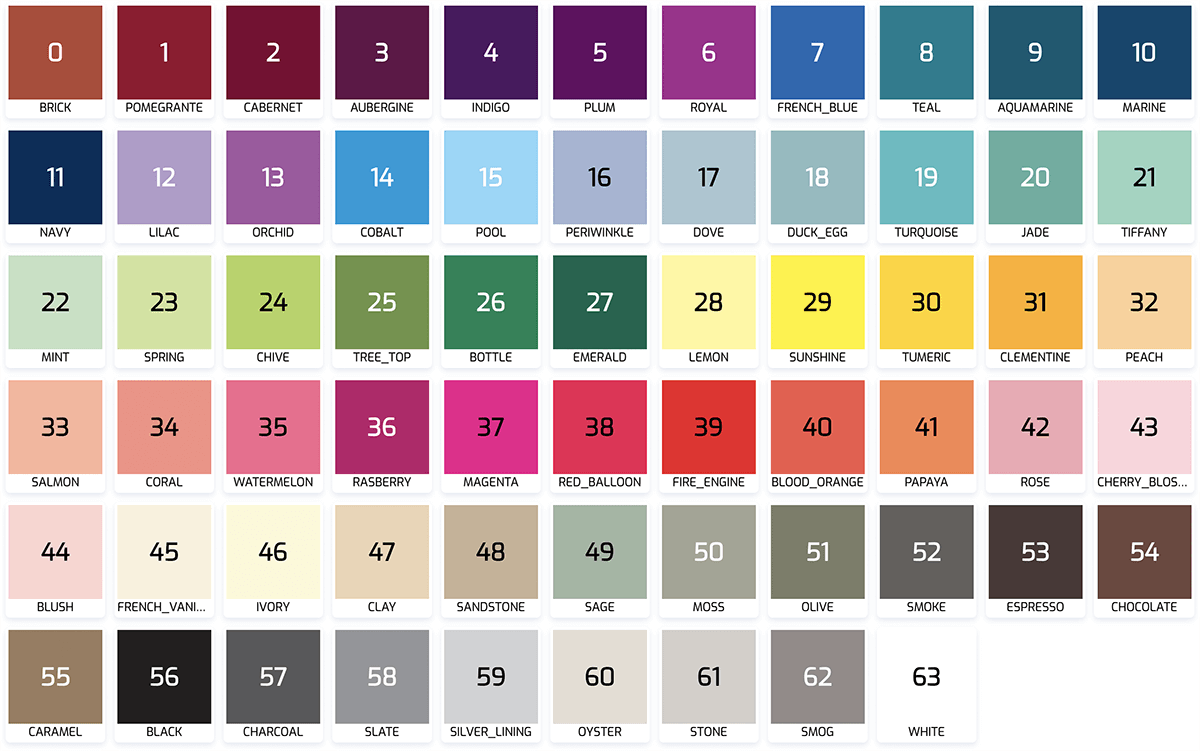 0 1 2 3 4 5 6 7 8 9 10
BRICK POMEGRANTE CABERNET AUBERGINE INDIGO PLUM ROYAL FRENCH_BLUE TEAL AQUAMARINE MARINE
11 12 13 14 15 16 17 18 19 20 21
NAVY LILAC ORCHID COBALT POOL PERIWINKLE DOVE DUCK_EGG TURQUOISE JADE TIFFANY
22 23 24 25 26 27 28 29 30 31 32
MINT SPRING CHIVE TREE_TOP BOTTLE EMERALD LEMON SUNSHINE TUMERIC CLEMENTINE PEACH
33 34 35 36 37 38 39 40 41 42 43
SALMON CORAL WATERMELON RASBERRY MAGENTA RED_BALLOON FIRE_ENGINE BLOOD_ORANGE PAPAYA ROSE CHERRY_BLOS...
44 45 46 47 48 49 50 51 52 53 54
BLUSH FRENCH_VANI... IVORY CLAY SANDSTONE SAGE MOSS OLIVE SMOKE ESPRESSO CHOCOLATE
55 56 57 58 59 60 61 62 63
CARAMEL BLACK CHARCOAL SLATE SILVER_LINING OYSTER STONE SMOG WHITE